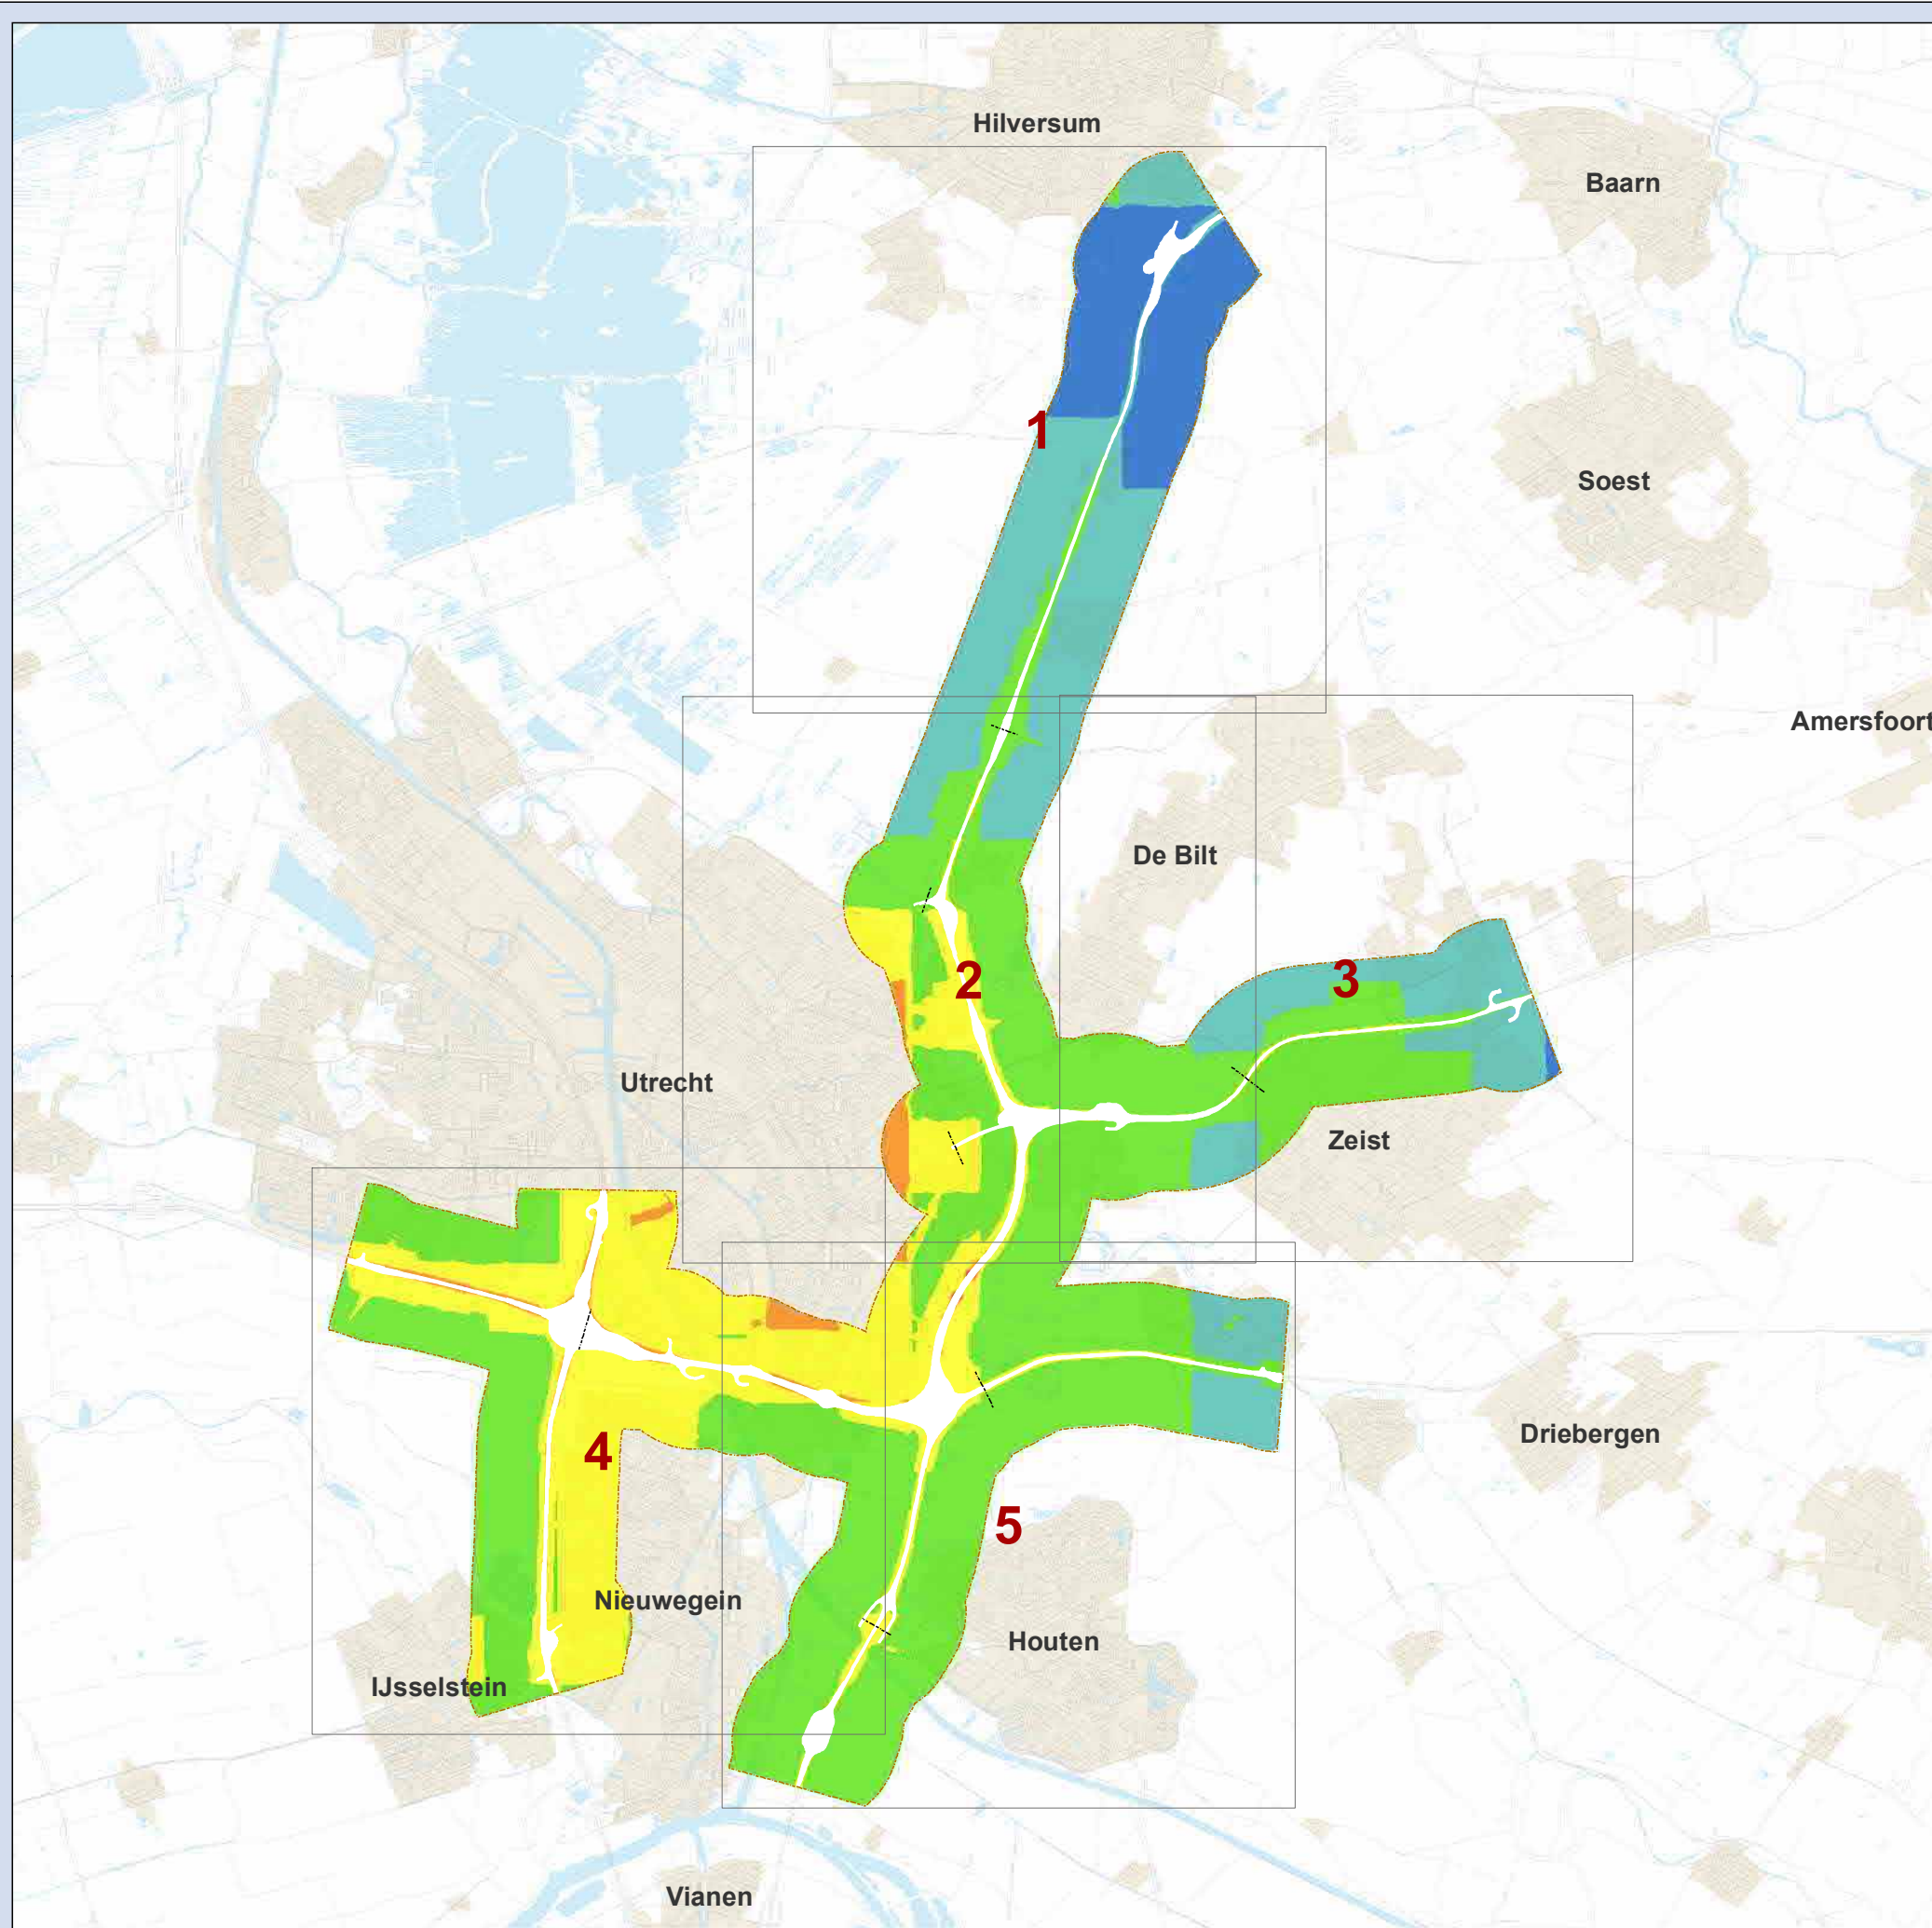 Hilversum
Baarn
1
Soest
Amersfoort
De Bilt
2
3
Utrecht
Zeist
Driebergen
4
5
Nieuwegein
Houten
IJsselstein
Vianen